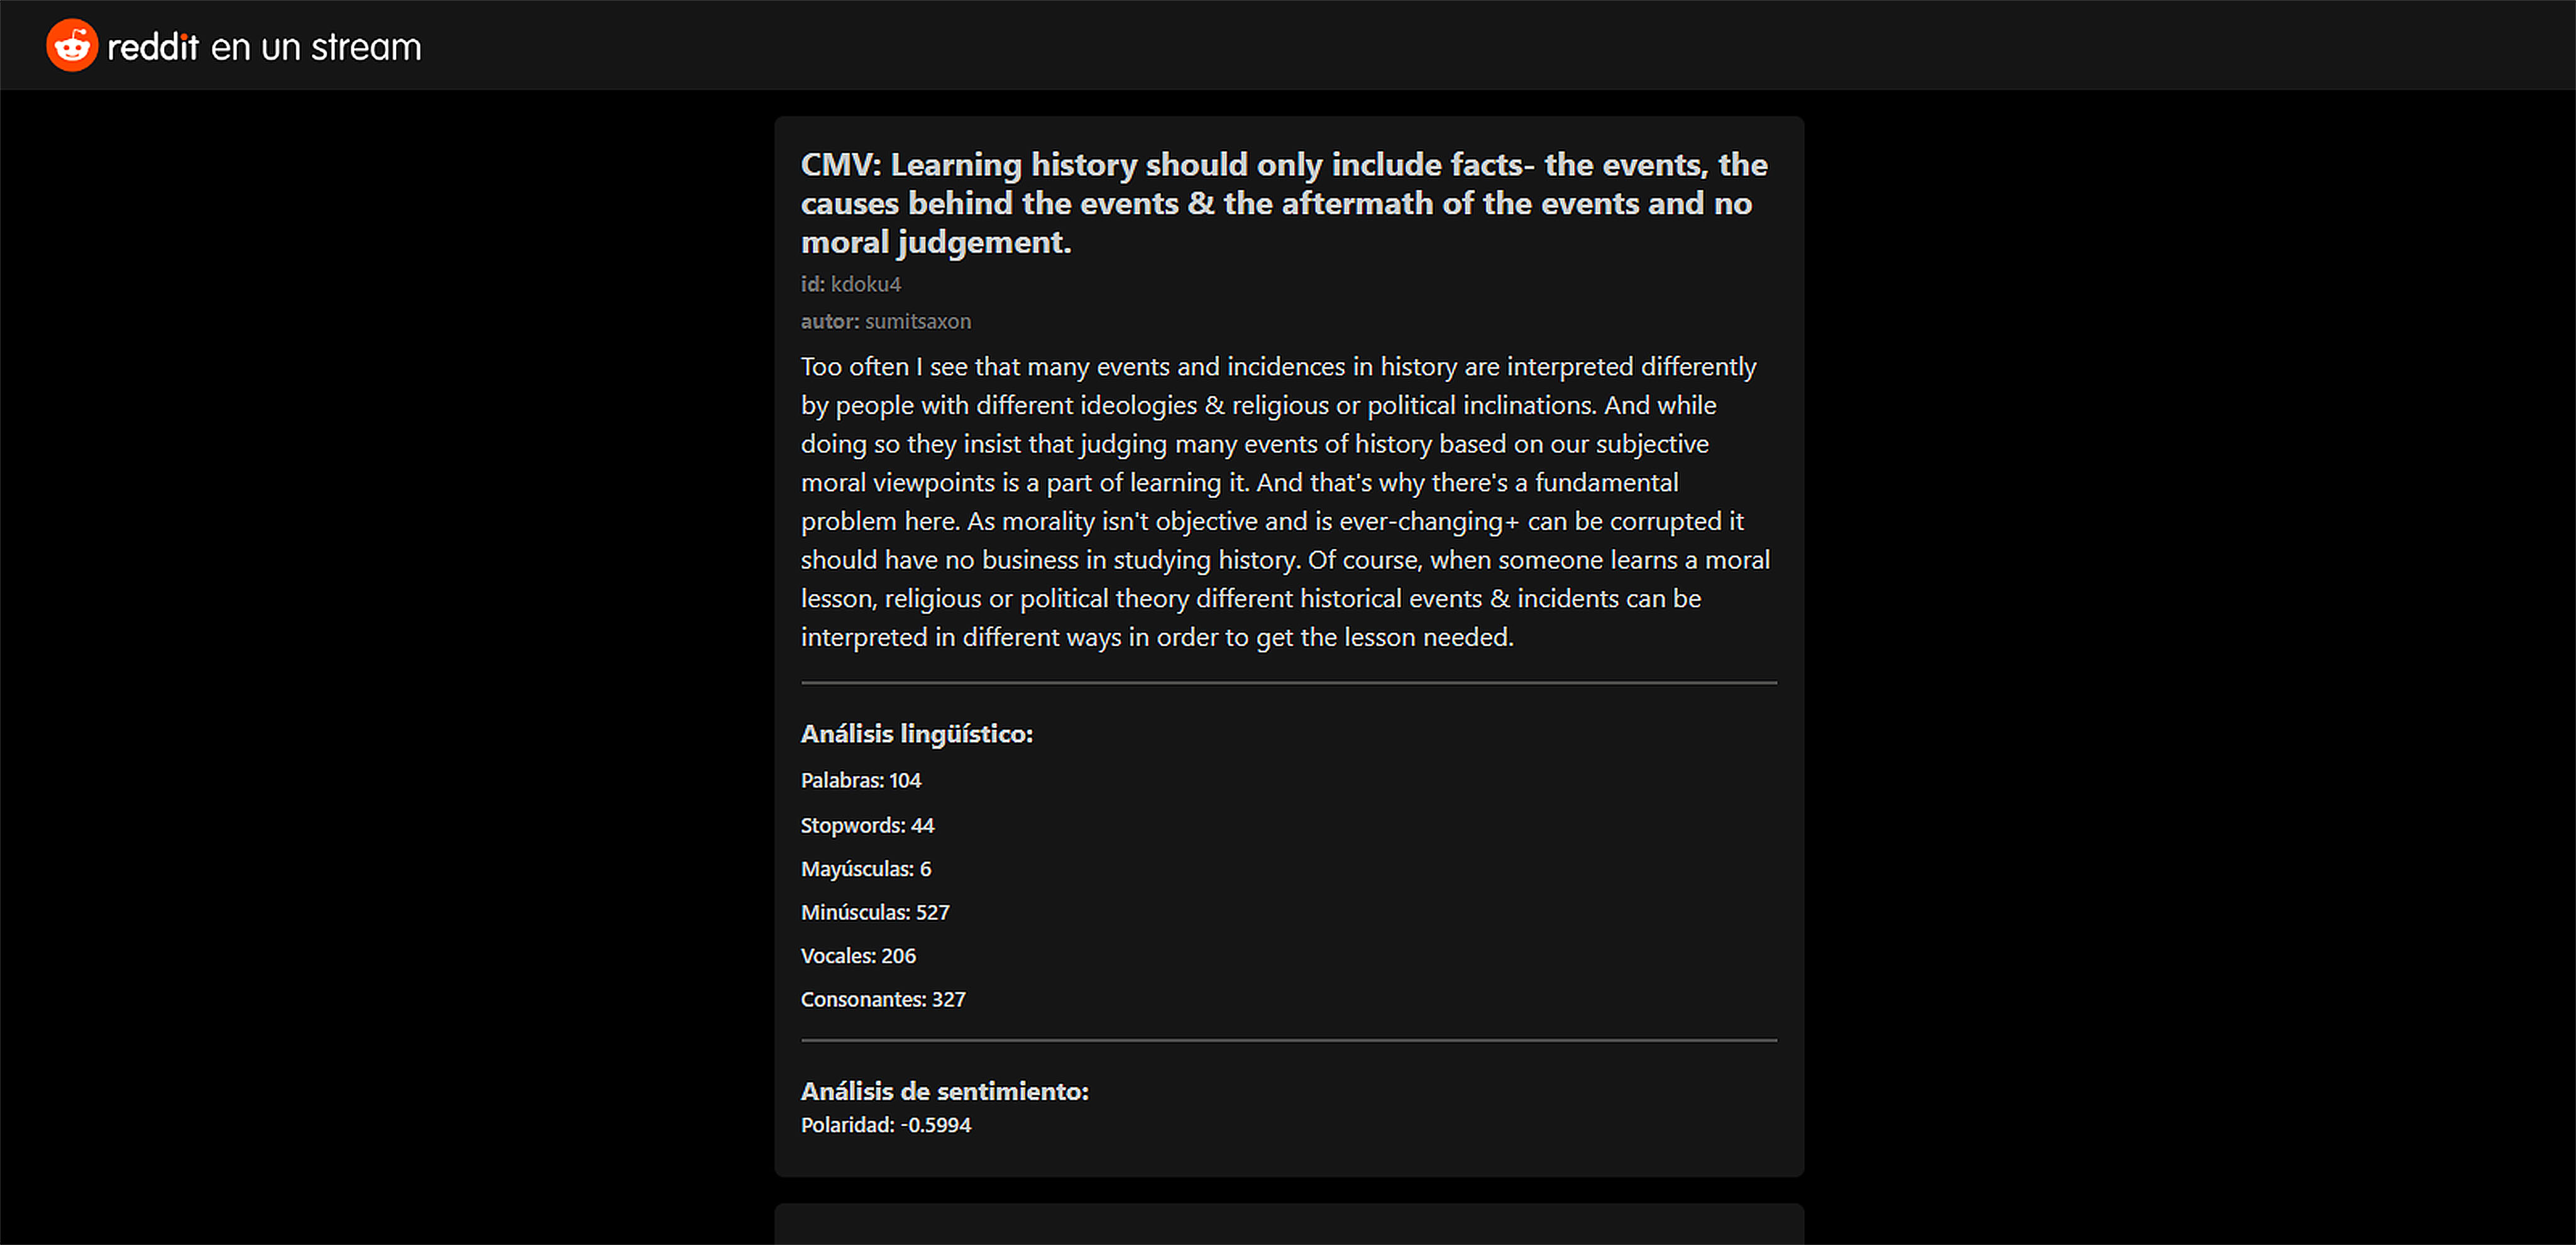 reddit en un stream
CMV: Learning history should only include facts- the events, the
causes behind the events & the aftermath of the events and no
moral judgement.
id: kdoku4
autor: sumitsaxon
Too often I see that many events and incidences in history are interpreted differently
by people with different ideologies & religious or political inclinations. And while
doing so they insist that judging many events of history based on our subjective
moral viewpoints is a part of learning it. And that's why there's a fundamental
problem here. As morality isn't objective and is ever-changing+ can be corrupted it
should have no business in studying history. Of course, when someone learns a moral
lesson, religious or political theory different historical events & incidents can be
interpreted in different ways in order to get the lesson needed.
Análisis lingüístico:
Palabras: 104
Stopwords: 44
Mayúsculas: 6
Minúsculas: 527
Vocales: 206
Consonantes: 327
Análisis de sentimiento:
Polaridad: -0.5994